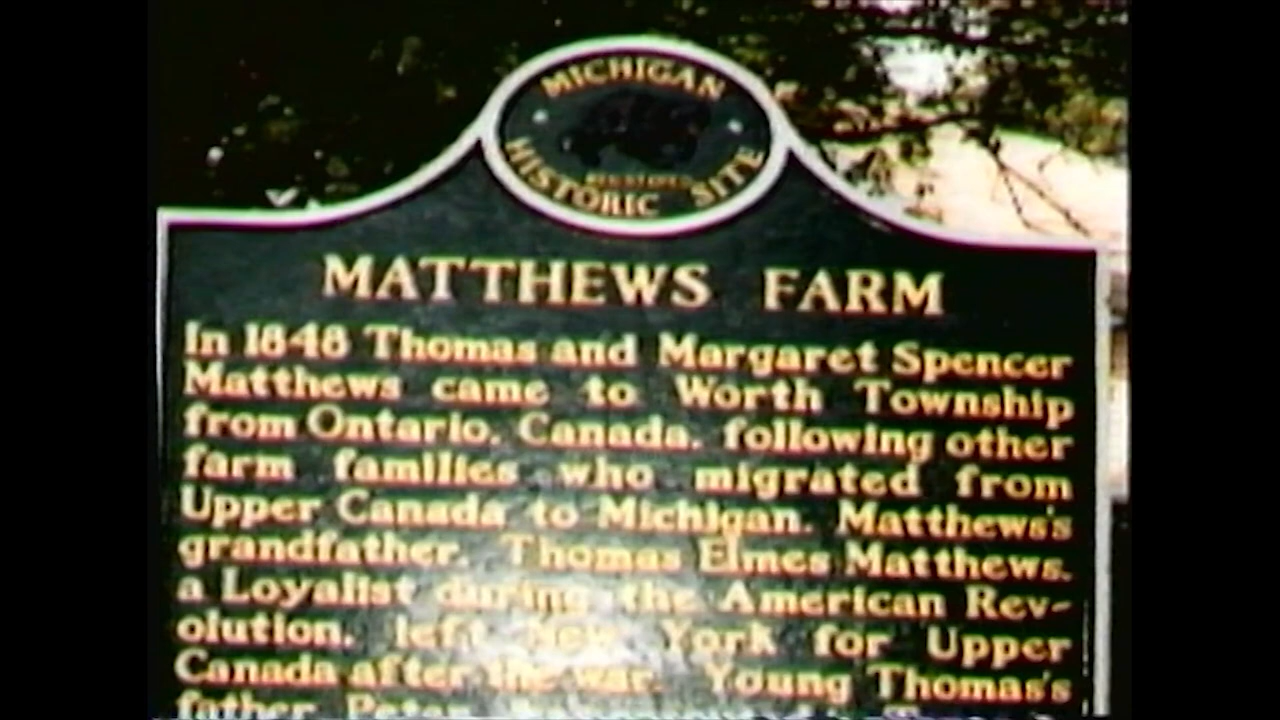 MICHIGAN
HISTORIC SITE
MATTHEWS FARM
In 1848 Thomas and Margaret Spencer
Matthews came to Worth Township
from Ontario, Canada, following other
farm families who migrated from
Upper Canada to Michigan. Matthews's
grandfather, Thomas Elmes Matthews,
a Loyalist during the American Rev-
olution, left New York for Upper
Canada after the war. Young Thomas's
father Peter